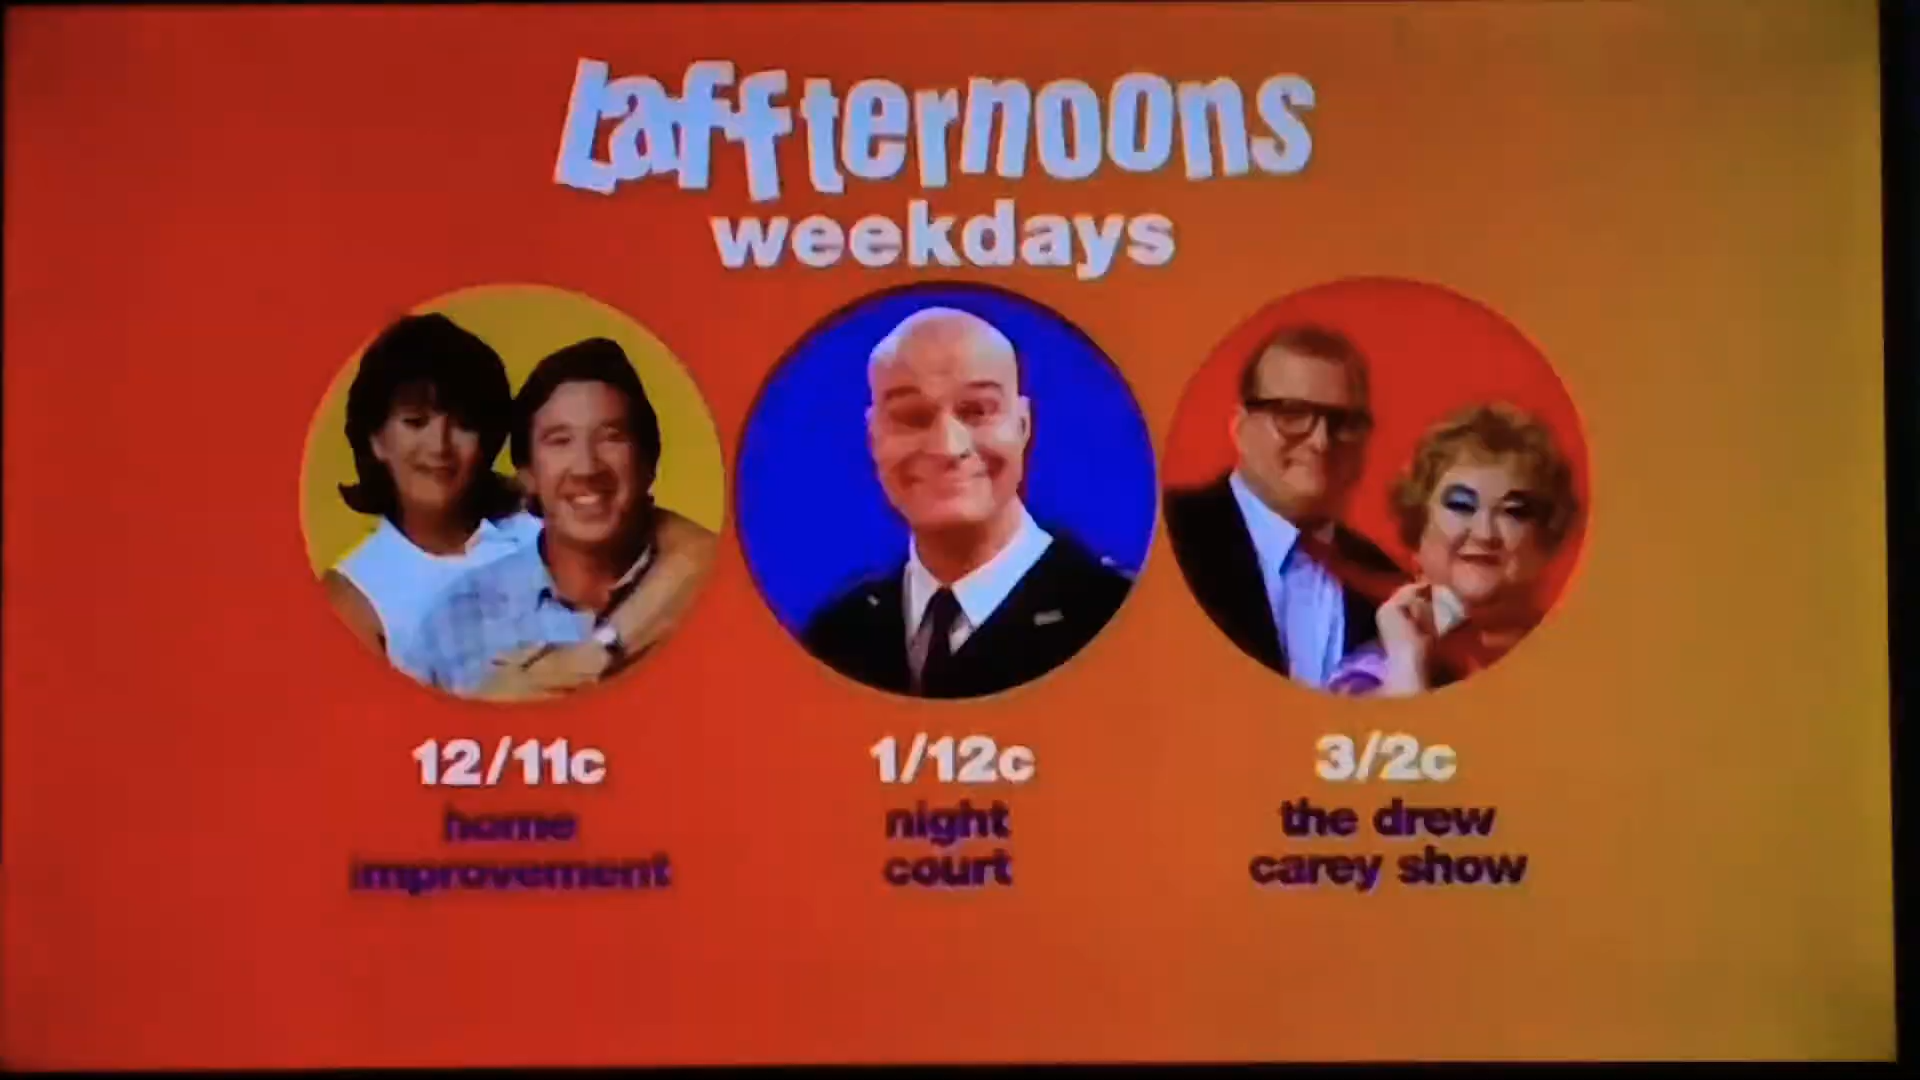 Laffternoons
weekdays
12/11c
home
improvement
1/12c
night
court
3/2c
the drew
carey show